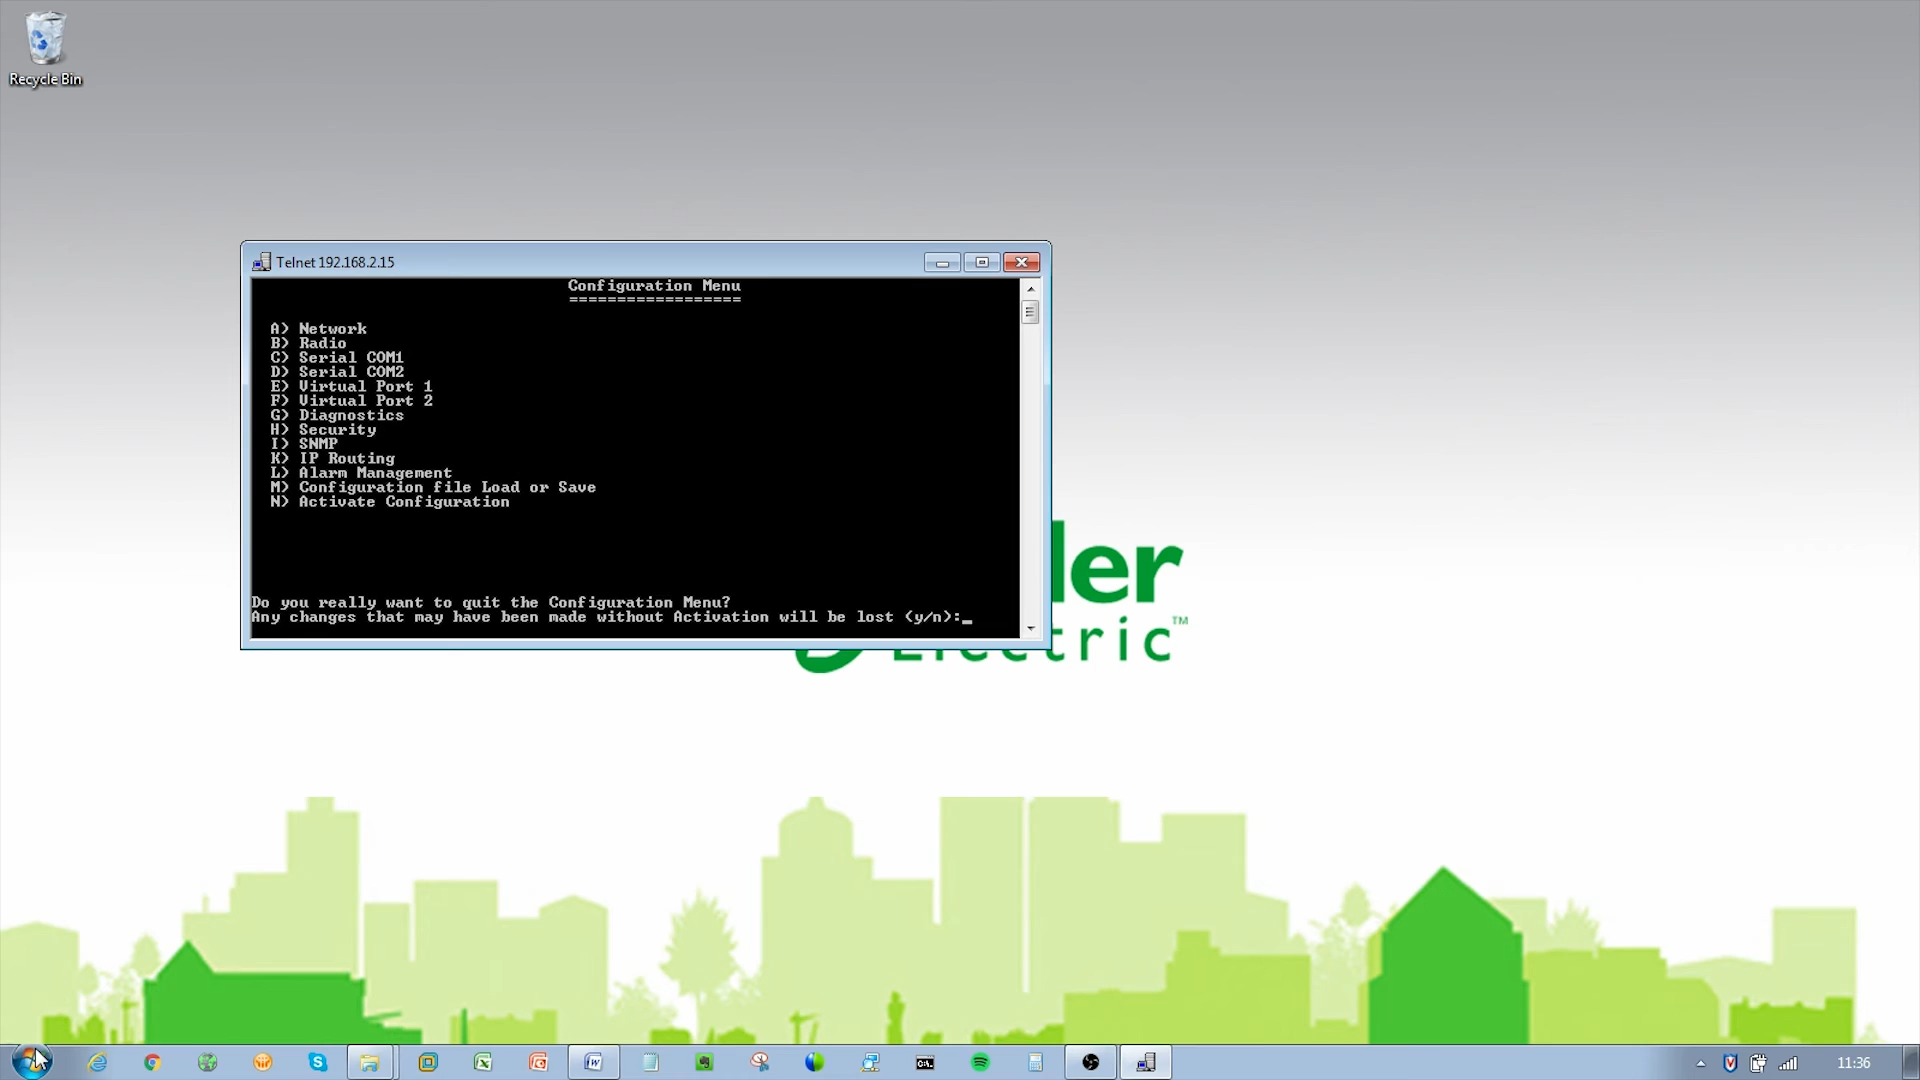 Recycle Bin
Telnet 192.168.2.15
Configuration Menu
==================
A) Network
B) Radio
C) Serial COM1
D) Serial COM2
E) Virtual Port 1
F) Virtual Port 2
G) Diagnostics
H) Security
I) SNMP
K) IP Routing
L) Alarm Management
M) Configuration file Load or Save
N) Activate Configuration
Do you really want to quit the Configuration Menu?
Any changes that may have been made without Activation will be lost (y/n):_
der
Electric™
C:\.
11:36